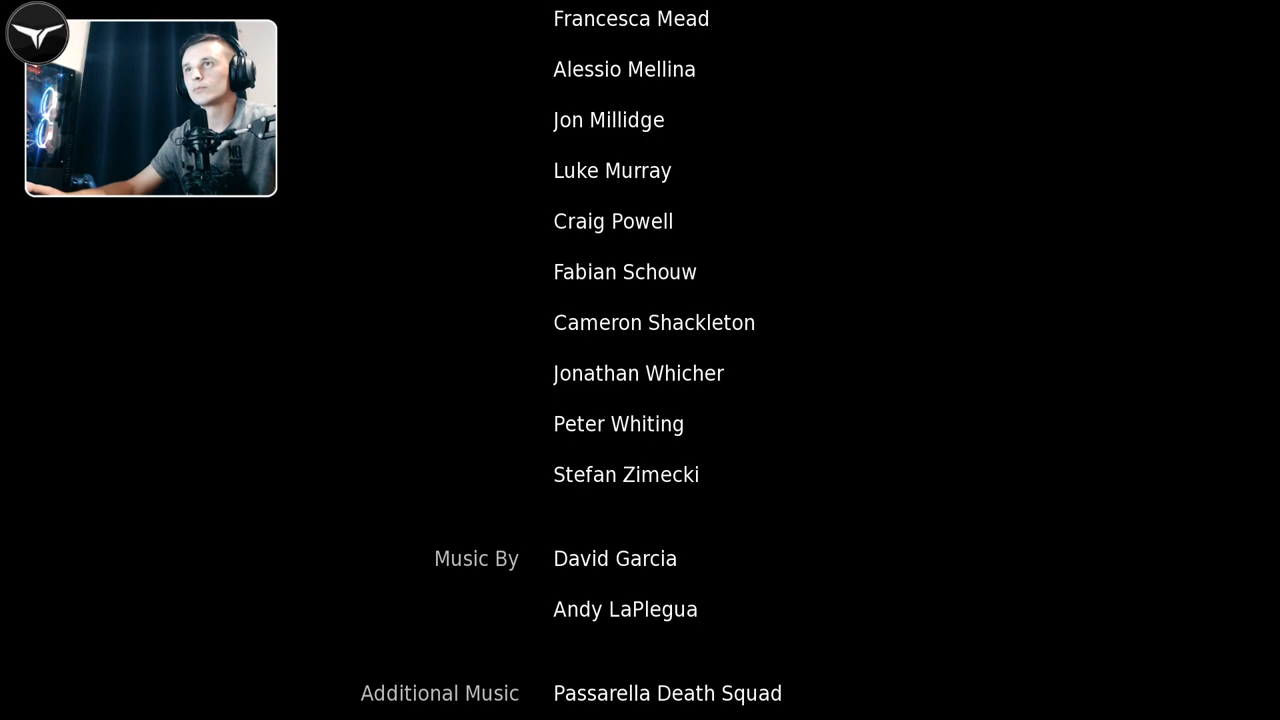 Francesca Mead
Alessio Mellina
Jon Millidge
Luke Murray
Craig Powell
Fabian Schouw
Cameron Shackleton
Jonathan Whicher
Peter Whiting
Stefan Zimecki
Music By David Garcia
Andy LaPlegua
Additional Music Passarella Death Squad